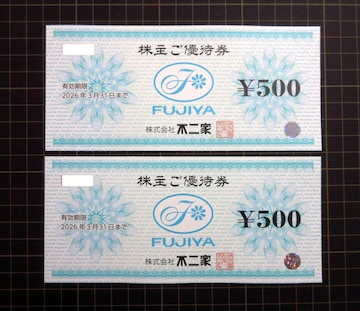 株主ご優待券
¥500
有効期限
2026年3月31日まで
FUJIYA
株式会社 不二家
株主ご優待券
¥500
有効期限
2026年3月31日まで
FUJIYA
株式会社 不二家